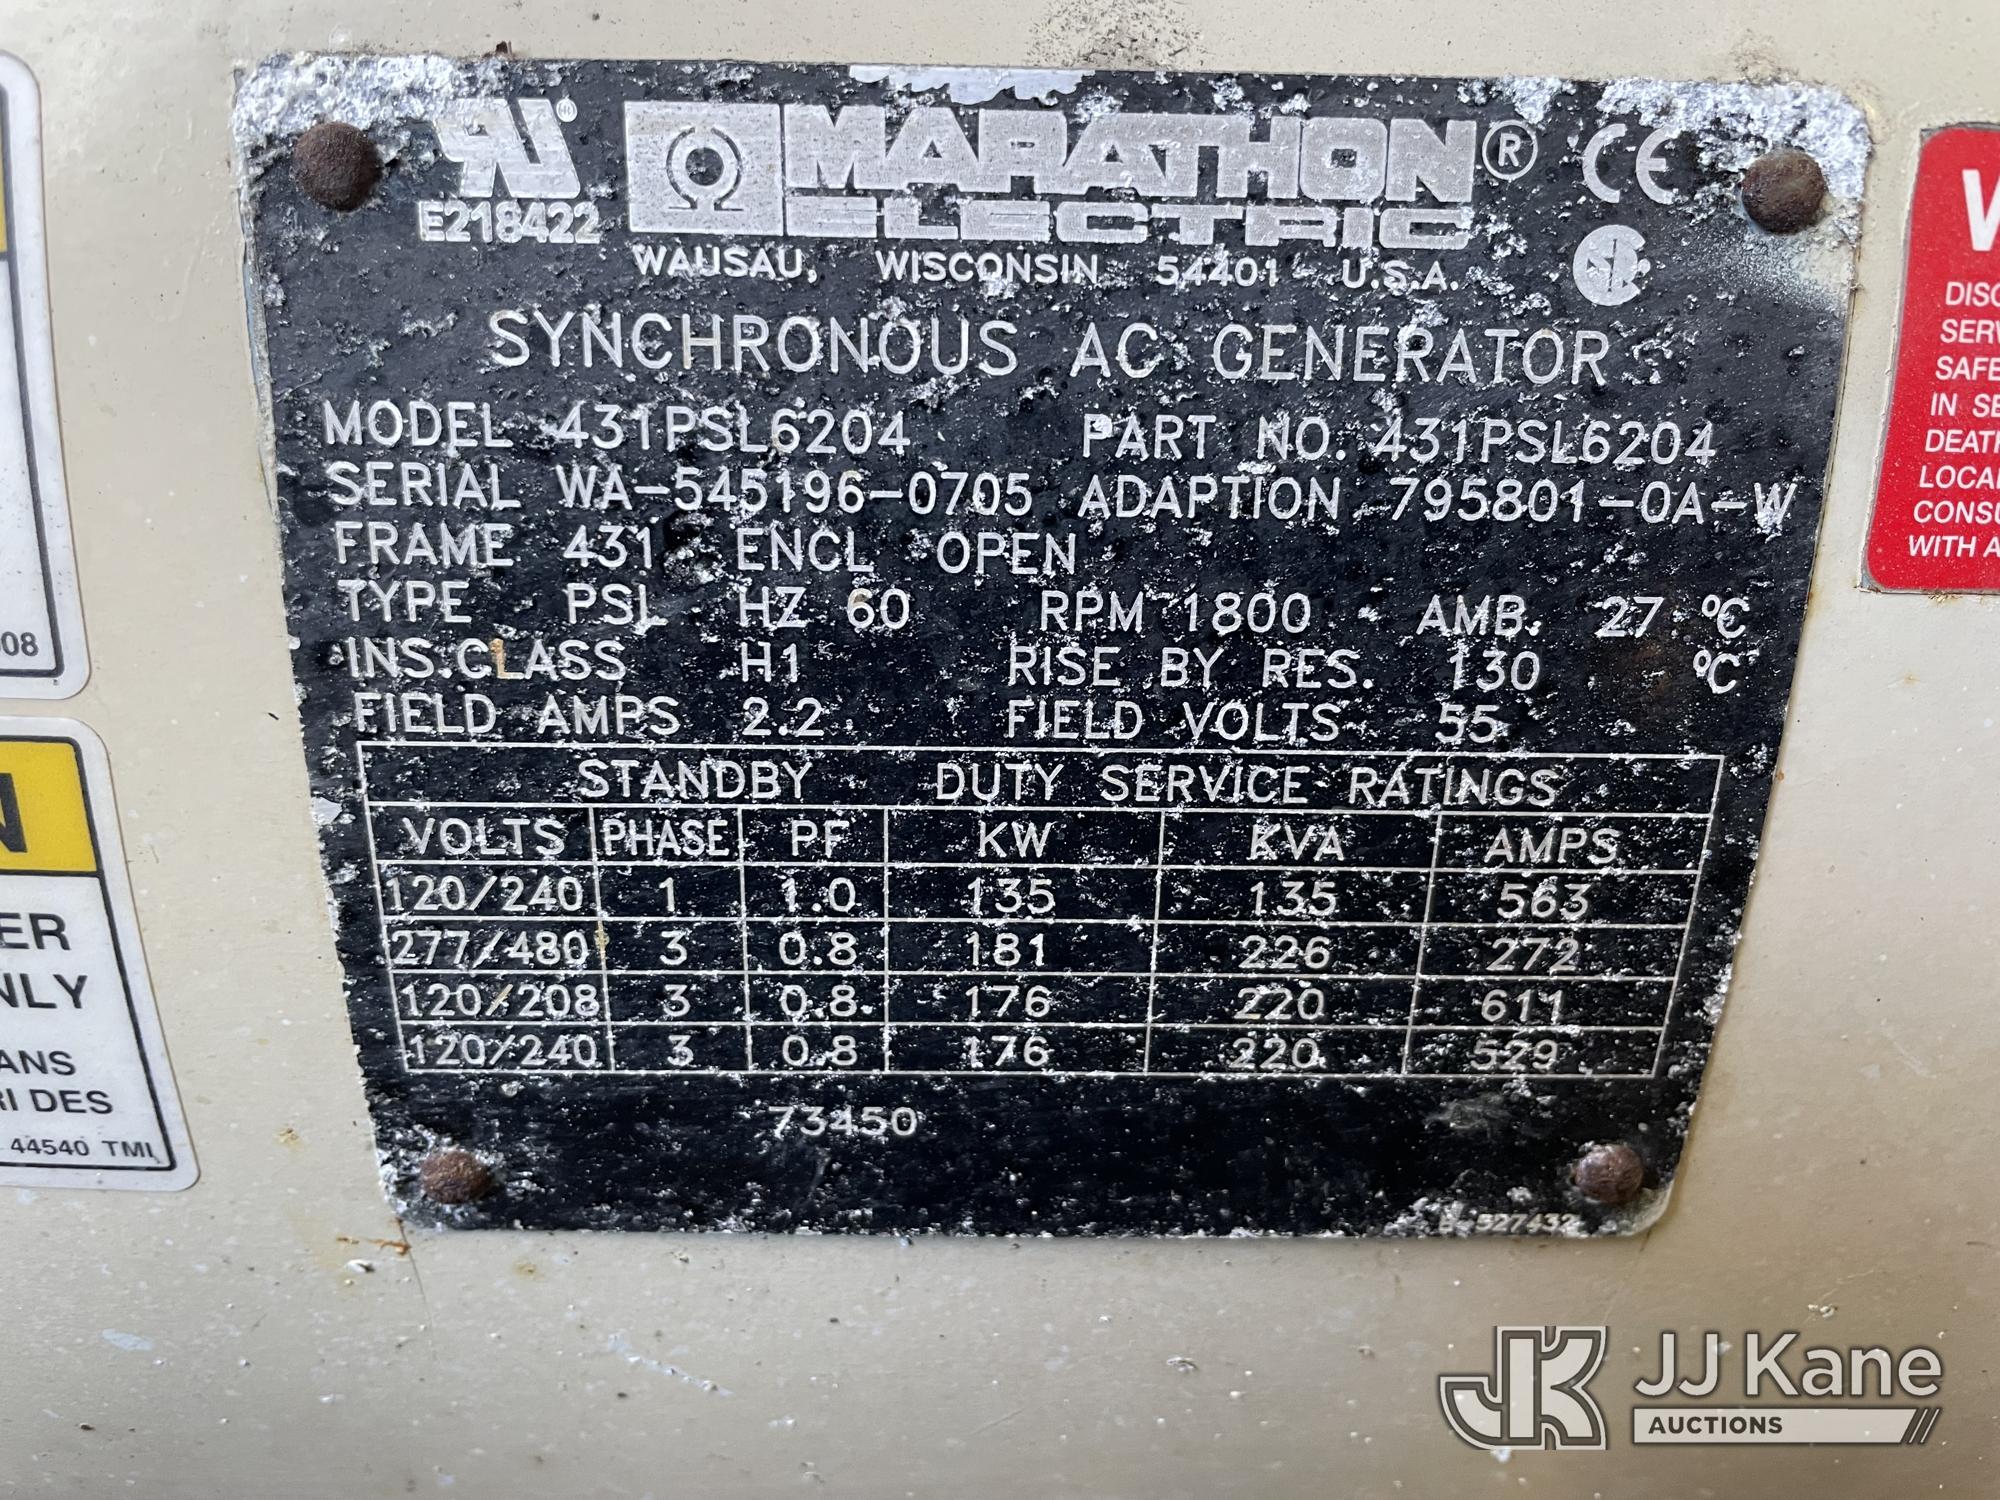 E218422
MARATHON®
ELECTRIC
CE
WAUSAU, WISCONSIN 54401 U.S.A.
SYNCHRONOUS AC GENERATOR
MODEL 431PSL6204 PART NO. 431PSL6204
SERIAL WA-545196-0705 ADAPTION 795801-0A-W
FRAME 431 ENCL OPEN
TYPE PSL HZ 60 RPM 1800 AMB. 27 °C
INS.CLASS H1 RISE BY RES. 130 °C
FIELD AMPS 2.2 FIELD VOLTS 55
STANDBY DUTY SERVICE RATINGS
VOLTS PHASE PF KW KVA AMPS
120/240 1 1.0 135 135 563
277/480 3 0.8 181 226 272
120/208 3 0.8 176 220 611
120/240 3 0.8 176 220 529
73450
527432
08
N
ER
NLY
ANS
RI DES
44540 TMI
W
DISC
SERV
SAFE
IN SE
DEATH
LOCA
CONSU
WITH A
JK JJ Kane
AUCTIONS